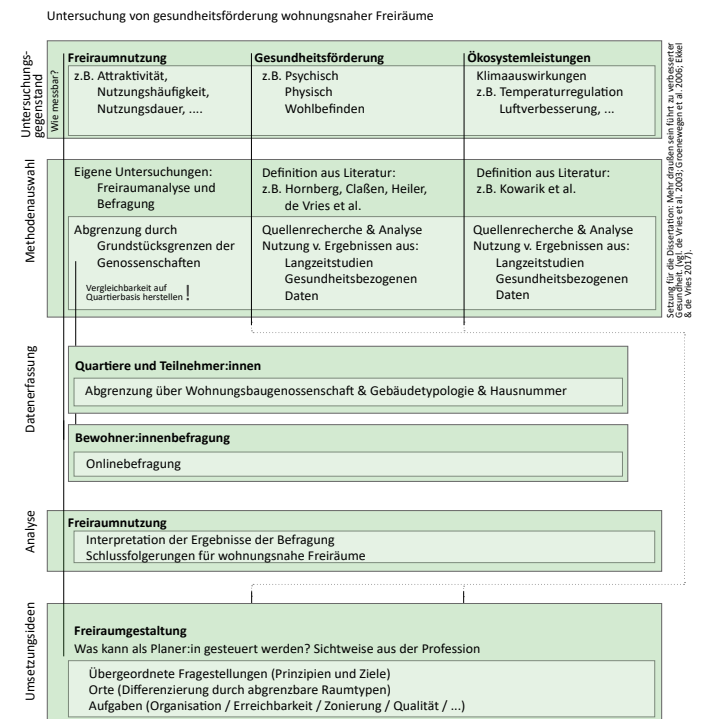 Untersuchung von gesundheitsförderung wohnungsnaher Freiräume
Untersuchungs-
gegenstand
Wie messbar?
Freiraumnutzung
z.B. Attraktivität,
Nutzungshäufigkeit,
Nutzungsdauer, ....
Gesundheitsförderung
z.B. Psychisch
Physisch
Wohlbefinden
Ökosystemleistungen
Klimaauswirkungen
z.B. Temperaturregulation
Luftverbesserung, ...
Setzung für die Dissertation: Mehr draußen sein führt zu verbesserter
Gesundheit. (vgl. de Vries et al. 2003; Groenewegen et al. 2006; Ekkel
& de Vries 2017).
Methodenauswahl
Eigene Untersuchungen:
Freiraumanalyse und
Befragung
Abgrenzung durch
Grundstücksgrenzen der
Genossenschaften
Vergleichbarkeit auf
Quartierbasis herstellen !
Definition aus Literatur:
z.B. Hornberg, Claßen, Heiler,
de Vries et al.
Quellenrecherche & Analyse
Nutzung v. Ergebnissen aus:
Langzeitstudien
Gesundheitsbezogenen
Daten
Definition aus Literatur:
z.B. Kowarik et al.
Quellenrecherche & Analyse
Nutzung v. Ergebnissen aus:
Langzeitstudien
Gesundheitsbezogenen
Daten
Datenerfassung
Quartiere und Teilnehmer:innen
Abgrenzung über Wohnungsbaugenossenschaft & Gebäudetypologie & Hausnummer
Bewohner:innenbefragung
Onlinebefragung
Analyse
Freiraumnutzung
Interpretation der Ergebnisse der Befragung
Schlussfolgerungen für wohnungsnahe Freiräume
Umsetzungsideen
Freiraumgestaltung
Was kann als Planer:in gesteuert werden? Sichtweise aus der Profession
Übergeordnete Fragestellungen (Prinzipien und Ziele)
Orte (Differenzierung durch abgrenzbare Raumtypen)
Aufgaben (Organisation / Erreichbarkeit / Zonierung / Qualität / ...)